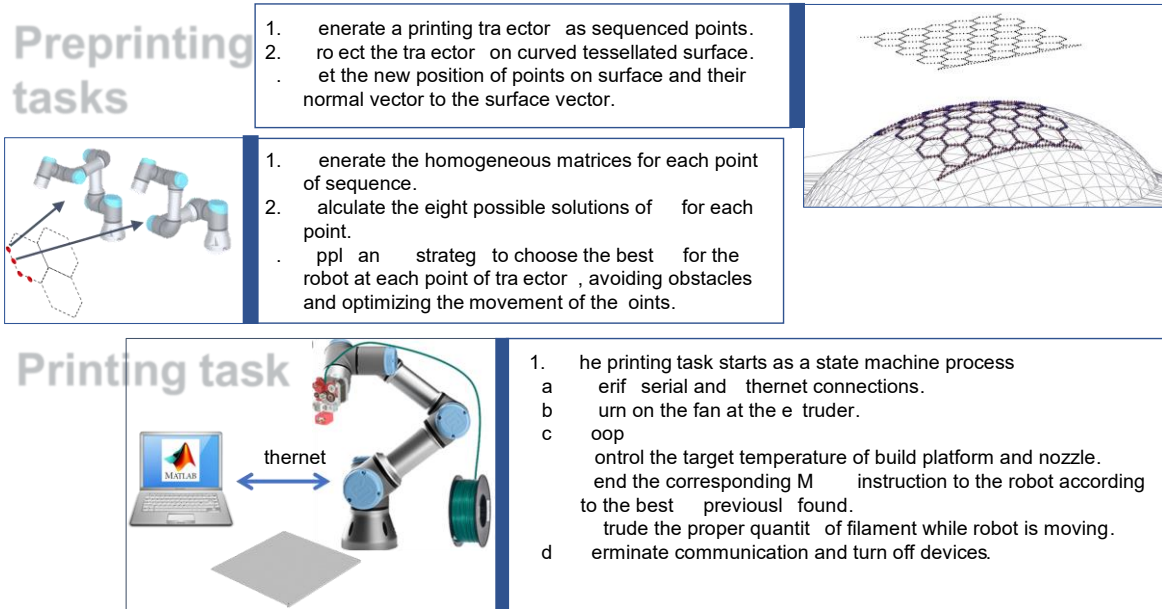 Preprinting
tasks
1. enerate a printing tra ector as sequenced points.
2. ro ect the tra ector on curved tessellated surface.
. et the new position of points on surface and their
normal vector to the surface vector.
1. enerate the homogeneous matrices for each point
of sequence.
2. alculate the eight possible solutions of for each
point.
. ppl an strateg to choose the best for the
robot at each point of tra ector , avoiding obstacles
and optimizing the movement of the oints.
Printing task
MATLAB
thernet
1. he printing task starts as a state machine process
a erif serial and thernet connections.
b urn on the fan at the e truder.
c oop
ontrol the target temperature of build platform and nozzle.
end the corresponding M instruction to the robot according
to the best previousl found.
trude the proper quantit of filament while robot is moving.
d erminate communication and turn off devices.